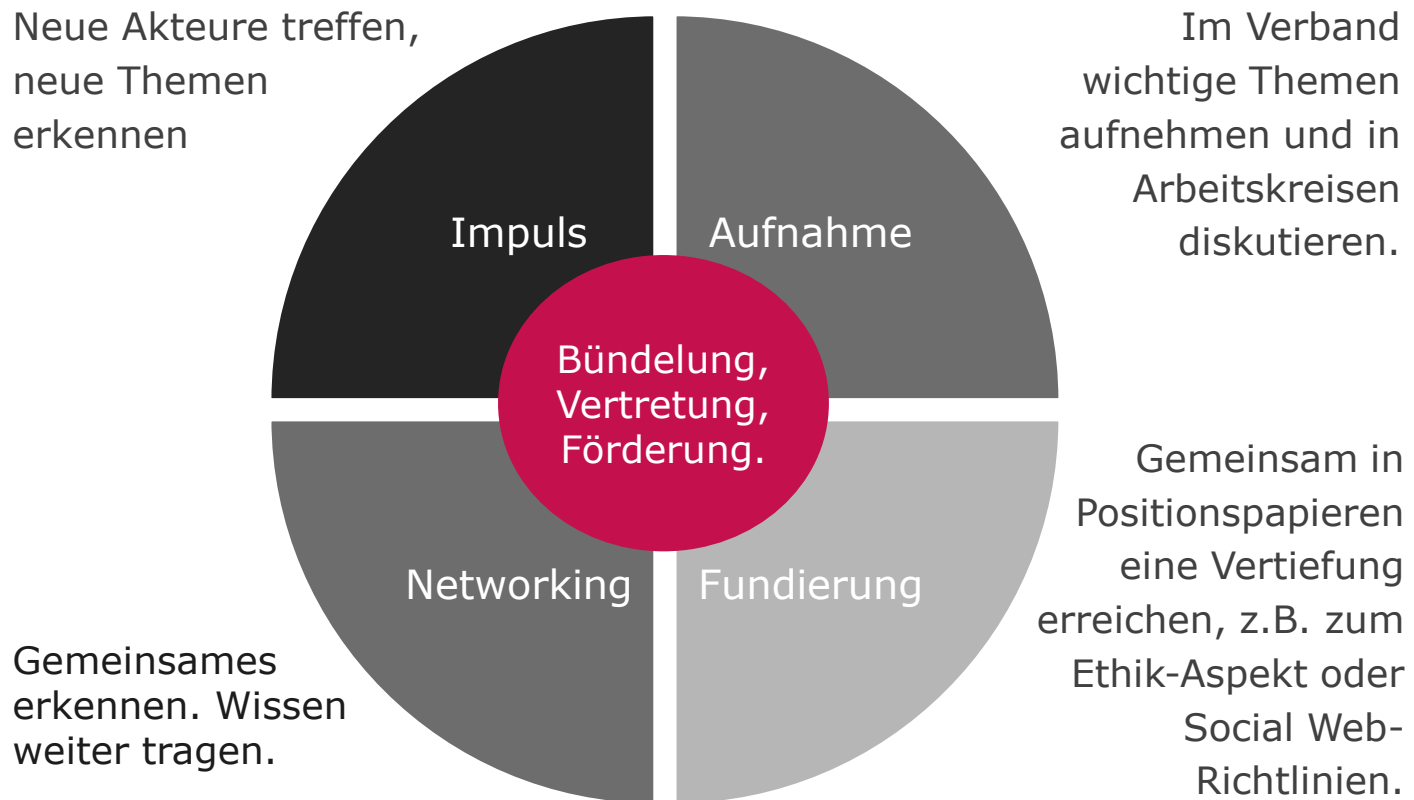 Neue Akteure treffen,
neue Themen
erkennen
Im Verband
wichtige Themen
aufnehmen und in
Arbeitskreisen
diskutieren.
Impuls
Aufnahme
Bündelung,
Vertretung,
Förderung.
Networking
Fundierung
Gemeinsames
erkennen. Wissen
weiter tragen.
Gemeinsam in
Positionspapieren
eine Vertiefung
erreichen, z.B. zum
Ethik-Aspekt oder
Social Web-
Richtlinien.